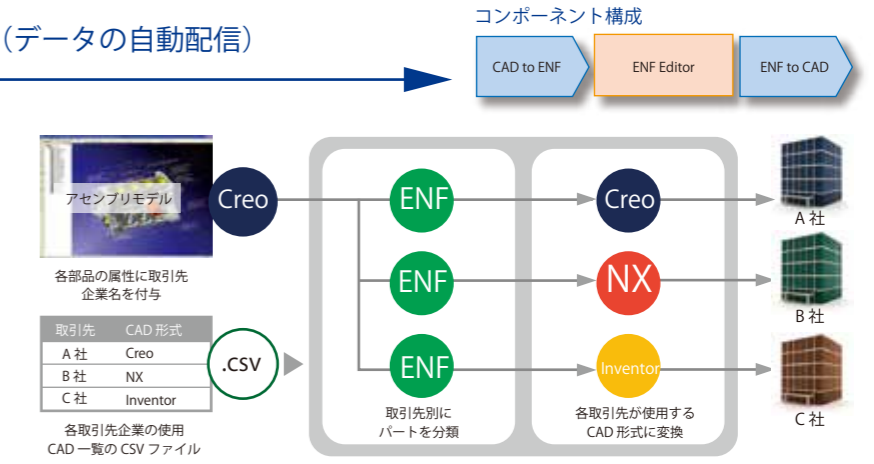 （データの自動配信）
コンポーネント構成
CAD to ENF
ENF Editor
ENF to CAD
アセンブリモデル
Creo
ENF
Creo
A 社
各部品の属性に取引先
企業名を付与
ENF
NX
B 社
取引先 CAD 形式
A 社 Creo
B 社 NX
C 社 Inventor
.csv
ENF
Inventor
C 社
取引先別に
パートを分類
各取引先が使用する
CAD 形式に変換
各取引先企業の使用
CAD 一覧の CSV ファイル